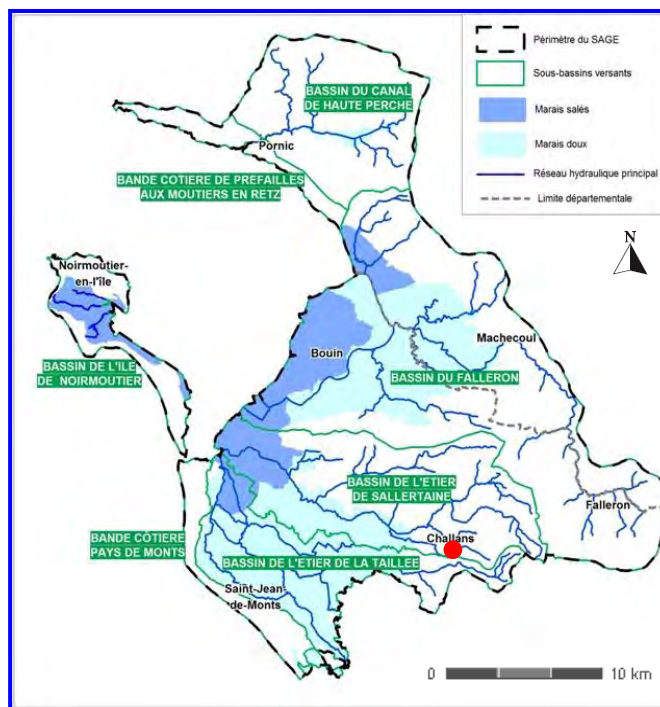 Périmètre du SAGE
Sous-bassins versants
Marais salés
Marais doux
Réseau hydraulique principal
Limite départementale
N
BASSIN DU CANAL
DE HAUTE PERCHE
Pornic
BANDE COTIERE DE PREFAILLES
AUX MOUTIERS EN RETZ
Noirmoutier-
en-l'île
BASSIN DE L'ILE
DE NOIRMOUTIER
Bouin
Machecoul
BASSIN DU FALLERON
BASSIN DE L'ETIER
DE SALLERTAINE
Falleron
Challans
BANDE CÔTIERE
PAYS DE MONTS
BASSIN DE L'ETIER DE LA TAILLEE
Saint-Jean-
de-Monts
0 10 km